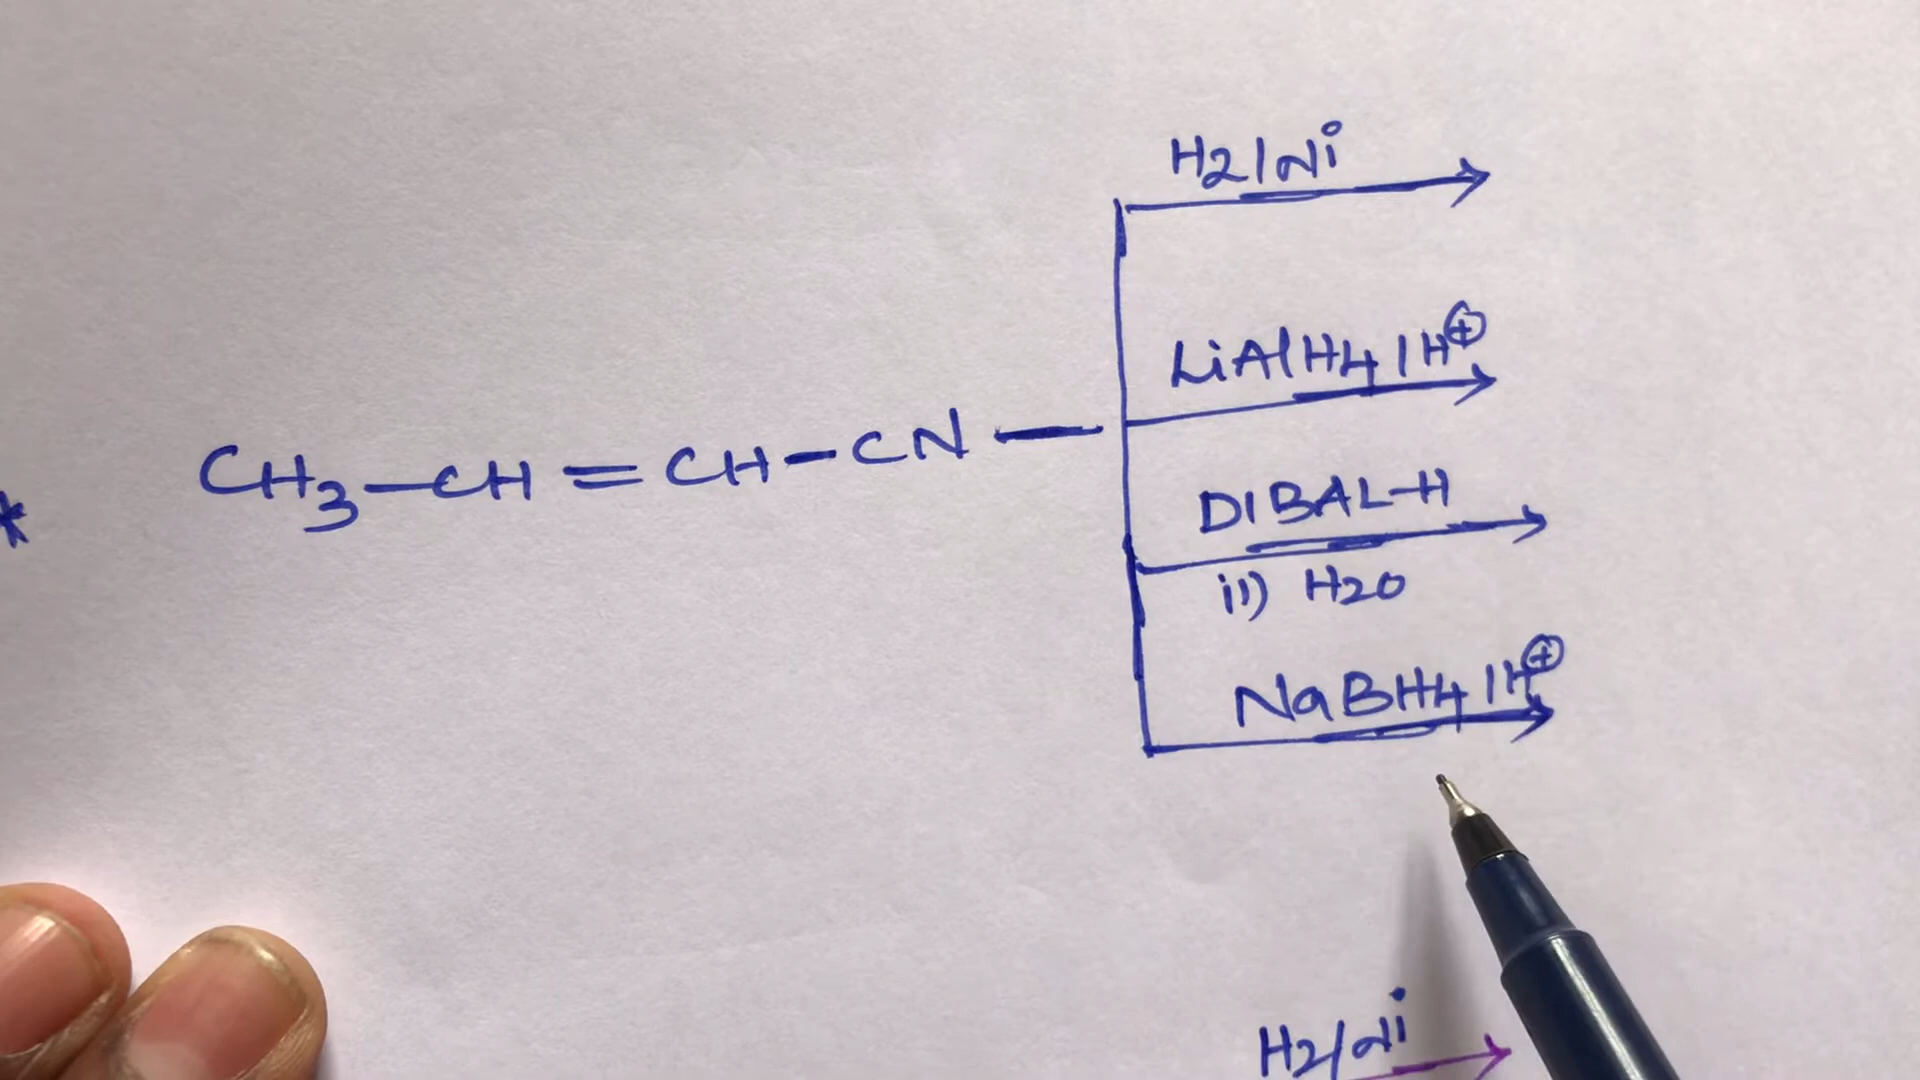 H2/Ni
LiAlH4/H⊕
CH3-CH=CH-CN-
DIBAL-H
ii) H2O
NaBH4/H⊕
*
H2/Ni